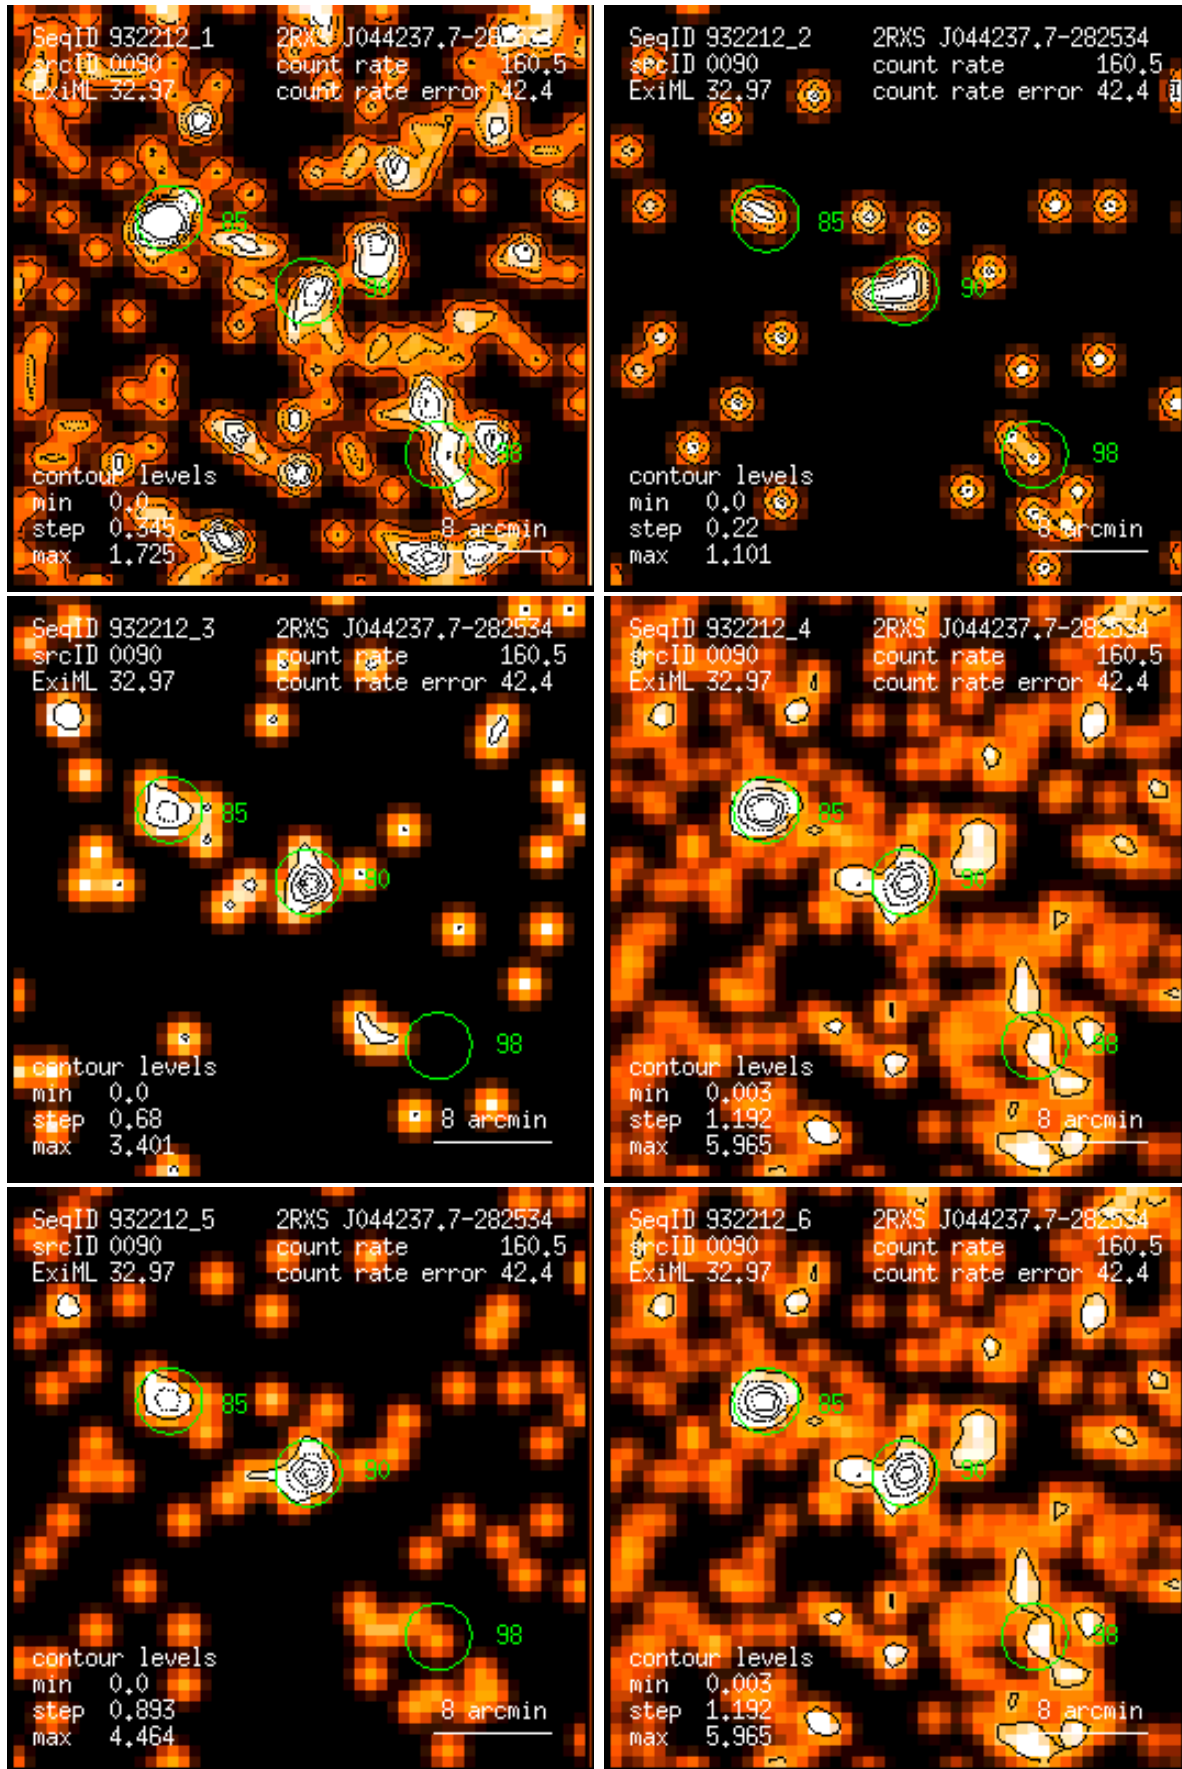 SeqID 932212_1 2RXS J044237.7-282534
srcID 0090 count rate 160.5
ExiML 32.97 count rate error 42.4
85
90
98
contour levels
min 0.0
step 0.345 8 arcmin
max 1.725
SeqID 932212_2 2RXS J044237.7-282534
srcID 0090 count rate 160.5
ExiML 32.97 count rate error 42.4
85
90
98
contour levels
min 0.0
step 0.22 8 arcmin
max 1.101
SeqID 932212_3 2RXS J044237.7-282534
srcID 0090 count rate 160.5
ExiML 32.97 count rate error 42.4
85
90
98
contour levels
min 0.0
step 0.68 8 arcmin
max 3.401
SeqID 932212_4 2RXS J044237.7-282534
srcID 0090 count rate 160.5
ExiML 32.97 count rate error 42.4
85
90
98
contour levels
min 0.003
step 1.192 8 arcmin
max 5.965
SeqID 932212_5 2RXS J044237.7-282534
srcID 0090 count rate 160.5
ExiML 32.97 count rate error 42.4
85
90
98
contour levels
min 0.0
step 0.893 8 arcmin
max 4.464
SeqID 932212_6 2RXS J044237.7-282534
srcID 0090 count rate 160.5
ExiML 32.97 count rate error 42.4
85
90
98
contour levels
min 0.003
step 1.192 8 arcmin
max 5.965